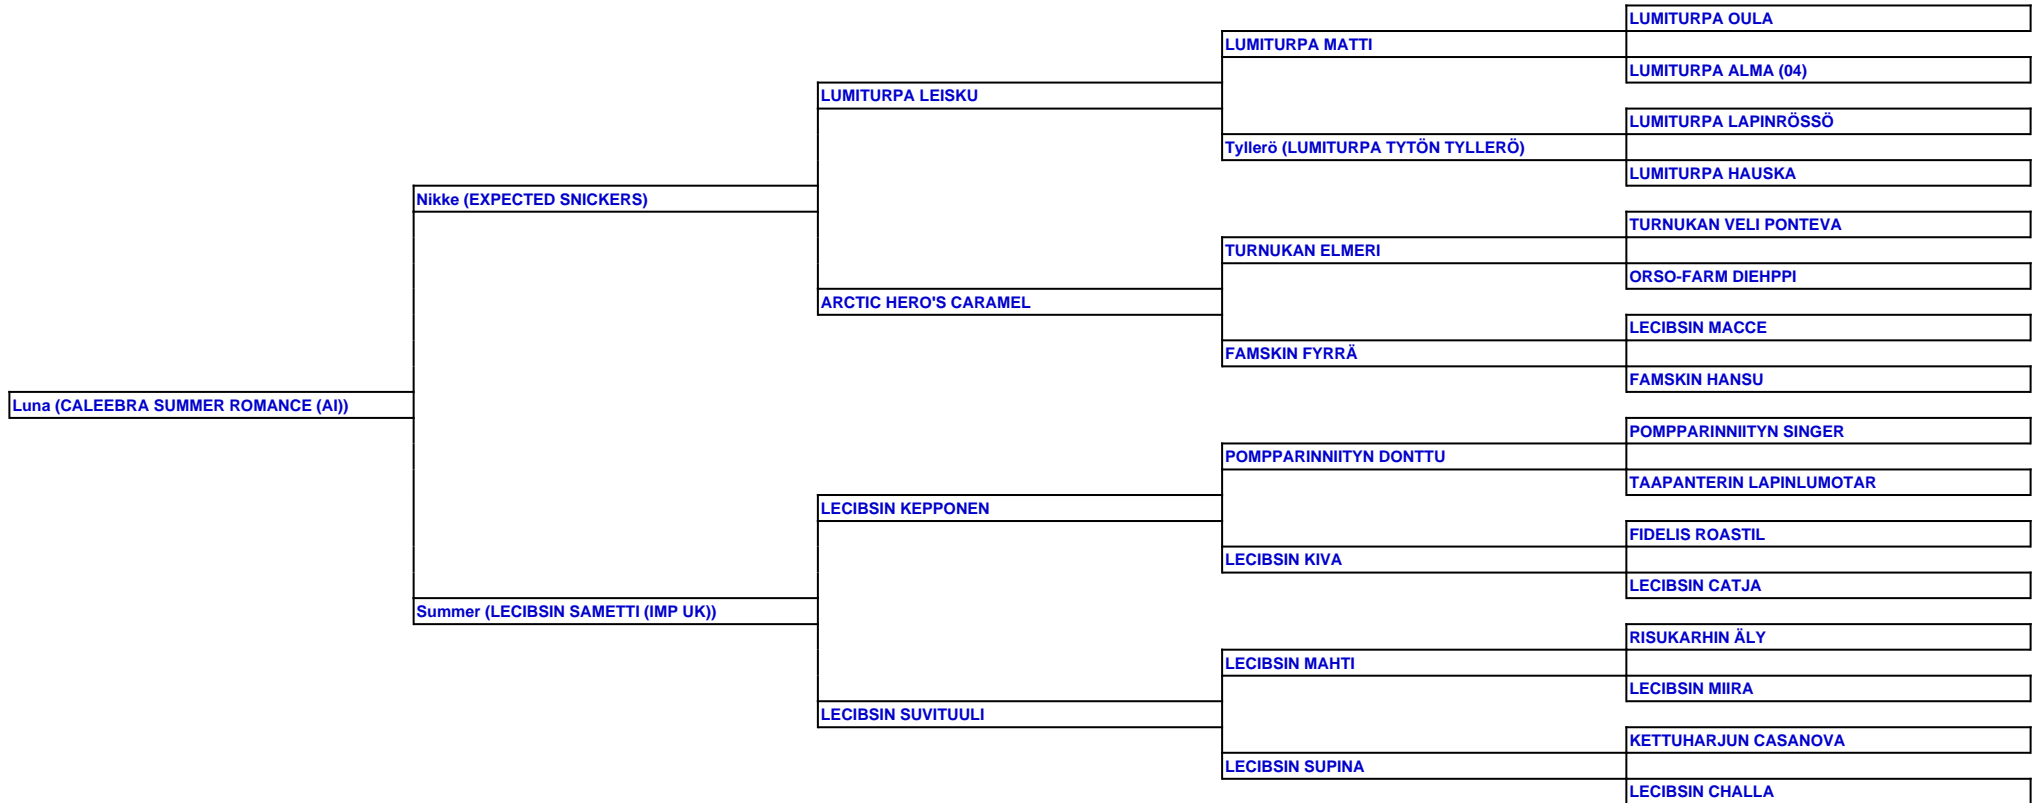 LUMITURPA OULA
LUMITURPA MATTI
LUMITURPA ALMA (04)
LUMITURPA LEISKU
LUMITURPA LAPINRÖSSÖ
Tyllerö (LUMITURPA TYTÖN TYLLERÖ)
LUMITURPA HAUSKA
Nikke (EXPECTED SNICKERS)
TURNUKAN VELI PONTEVA
TURNUKAN ELMERI
ORSO-FARM DIEHPPI
ARCTIC HERO'S CARAMEL
LECIBSIN MACCE
FAMSKIN FYRRÄ
FAMSKIN HANSU
Luna (CALEEBRA SUMMER ROMANCE (AI))
POMPPARINNIITYN SINGER
POMPPARINNIITYN DONTTU
TAAPANTERIN LAPINLUMOTAR
LECIBSIN KEPPONEN
FIDELIS ROASTIL
LECIBSIN KIVA
LECIBSIN CATJA
Summer (LECIBSIN SAMETTI (IMP UK))
RISUKARHIN ÄLY
LECIBSIN MAHTI
LECIBSIN MIIRA
LECIBSIN SUVITUULI
KETTUHARJUN CASANOVA
LECIBSIN SUPINA
LECIBSIN CHALLA